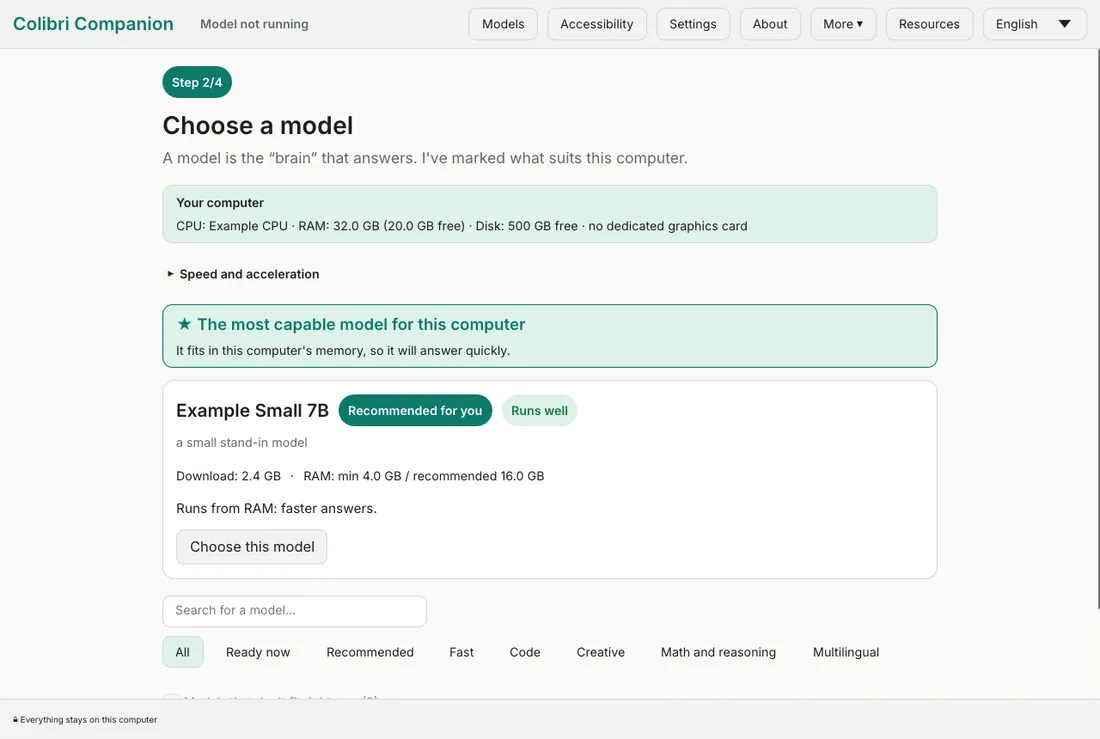 Colibri Companion
Model not running
Models
Accessibility
Settings
About
More ▾
Resources
English ▼
Step 2/4
Choose a model
A model is the “brain” that answers. I've marked what suits this computer.
Your computer
CPU: Example CPU · RAM: 32.0 GB (20.0 GB free) · Disk: 500 GB free · no dedicated graphics card
▸ Speed and acceleration
★ The most capable model for this computer
It fits in this computer's memory, so it will answer quickly.
Example Small 7B
Recommended for you
Runs well
a small stand-in model
Download: 2.4 GB · RAM: min 4.0 GB / recommended 16.0 GB
Runs from RAM: faster answers.
Choose this model
Search for a model...
All
Ready now
Recommended
Fast
Code
Creative
Math and reasoning
Multilingual
Everything stays on this computer